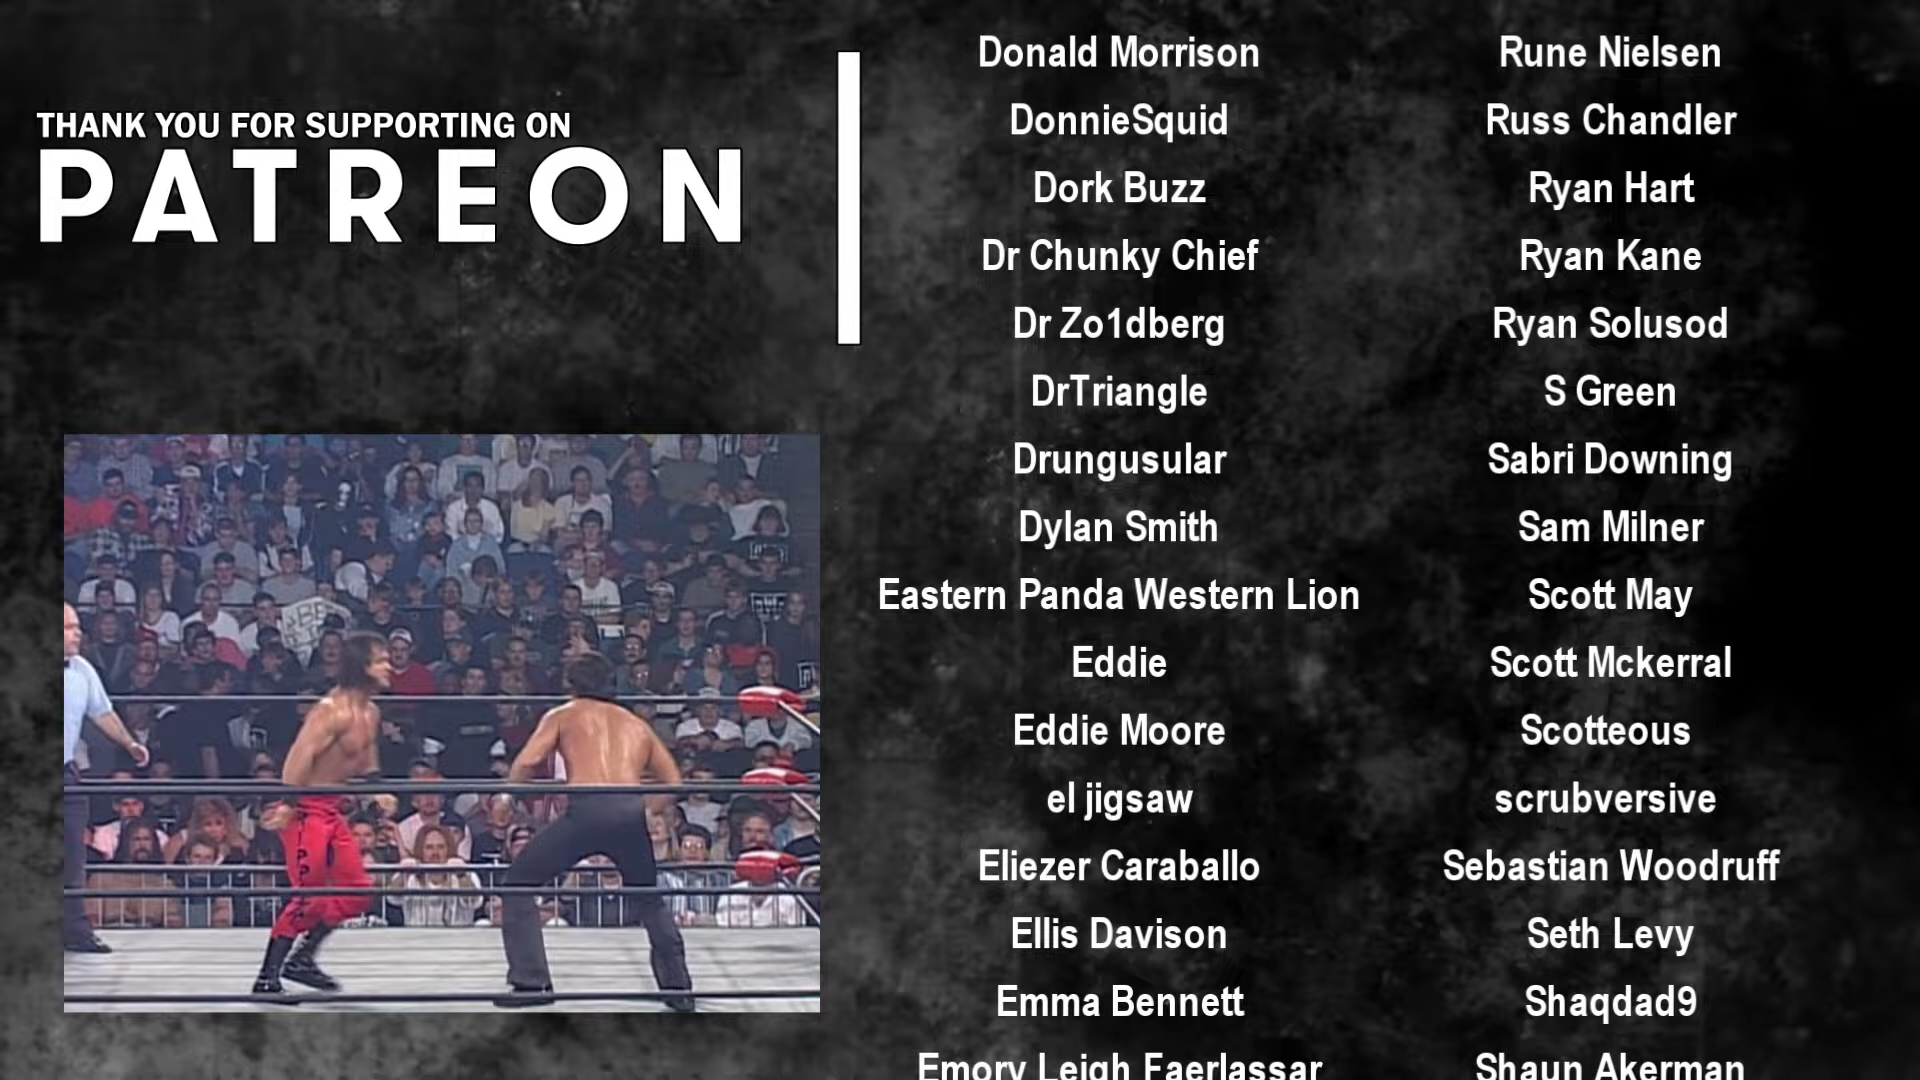 THANK YOU FOR SUPPORTING ON
PATREON
Donald Morrison
DonnieSquid
Dork Buzz
Dr Chunky Chief
Dr Zo1dberg
DrTriangle
Drungusular
Dylan Smith
Eastern Panda Western Lion
Eddie
Eddie Moore
el jigsaw
Eliezer Caraballo
Ellis Davison
Emma Bennett
Emory Leigh Faerlassar
Rune Nielsen
Russ Chandler
Ryan Hart
Ryan Kane
Ryan Solusod
S Green
Sabri Downing
Sam Milner
Scott May
Scott Mckerral
Scotteous
scrubversive
Sebastian Woodruff
Seth Levy
Shaqdad9
Shaun Akerman